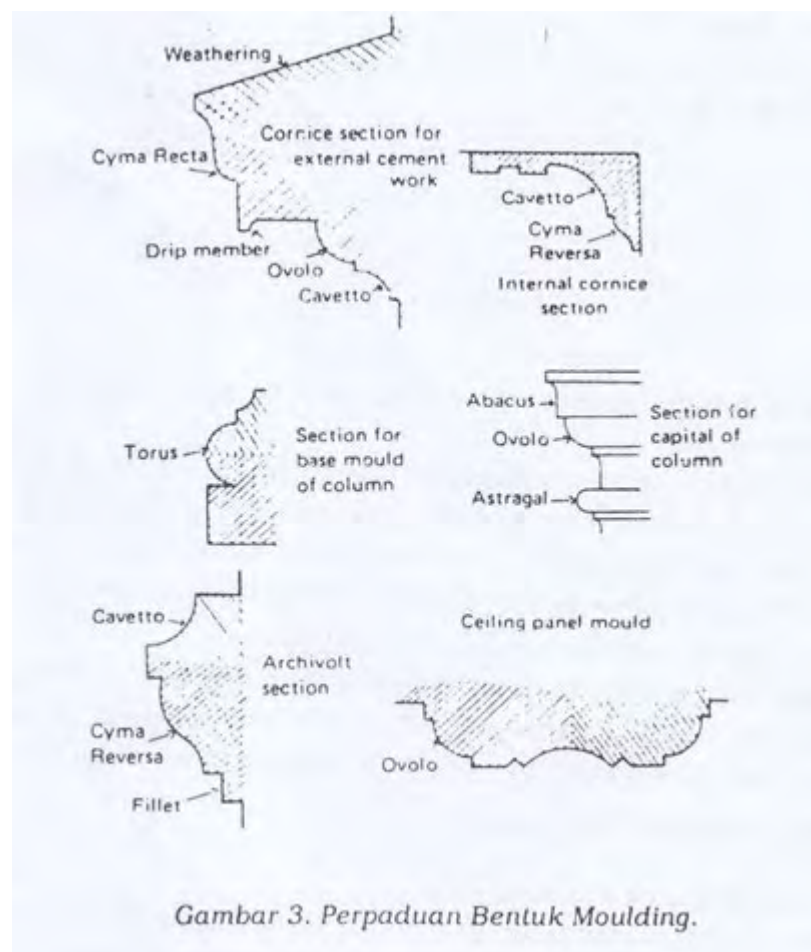 Weathering
Cyma Recta
Cornice section for
external cement
work
Drip member
Ovolo
Cavetto
Cavetto
Cyma
Reversa
Internal cornice
section
Torus
Section for
base mould
of column
Abacus
Ovolo
Astragal
Section for
capital of
column
Cavetto
Archivolt
section
Cyma
Reversa
Fillet
Ceiling panel mould
Ovolo
Gambar 3. Perpaduan Bentuk Moulding.